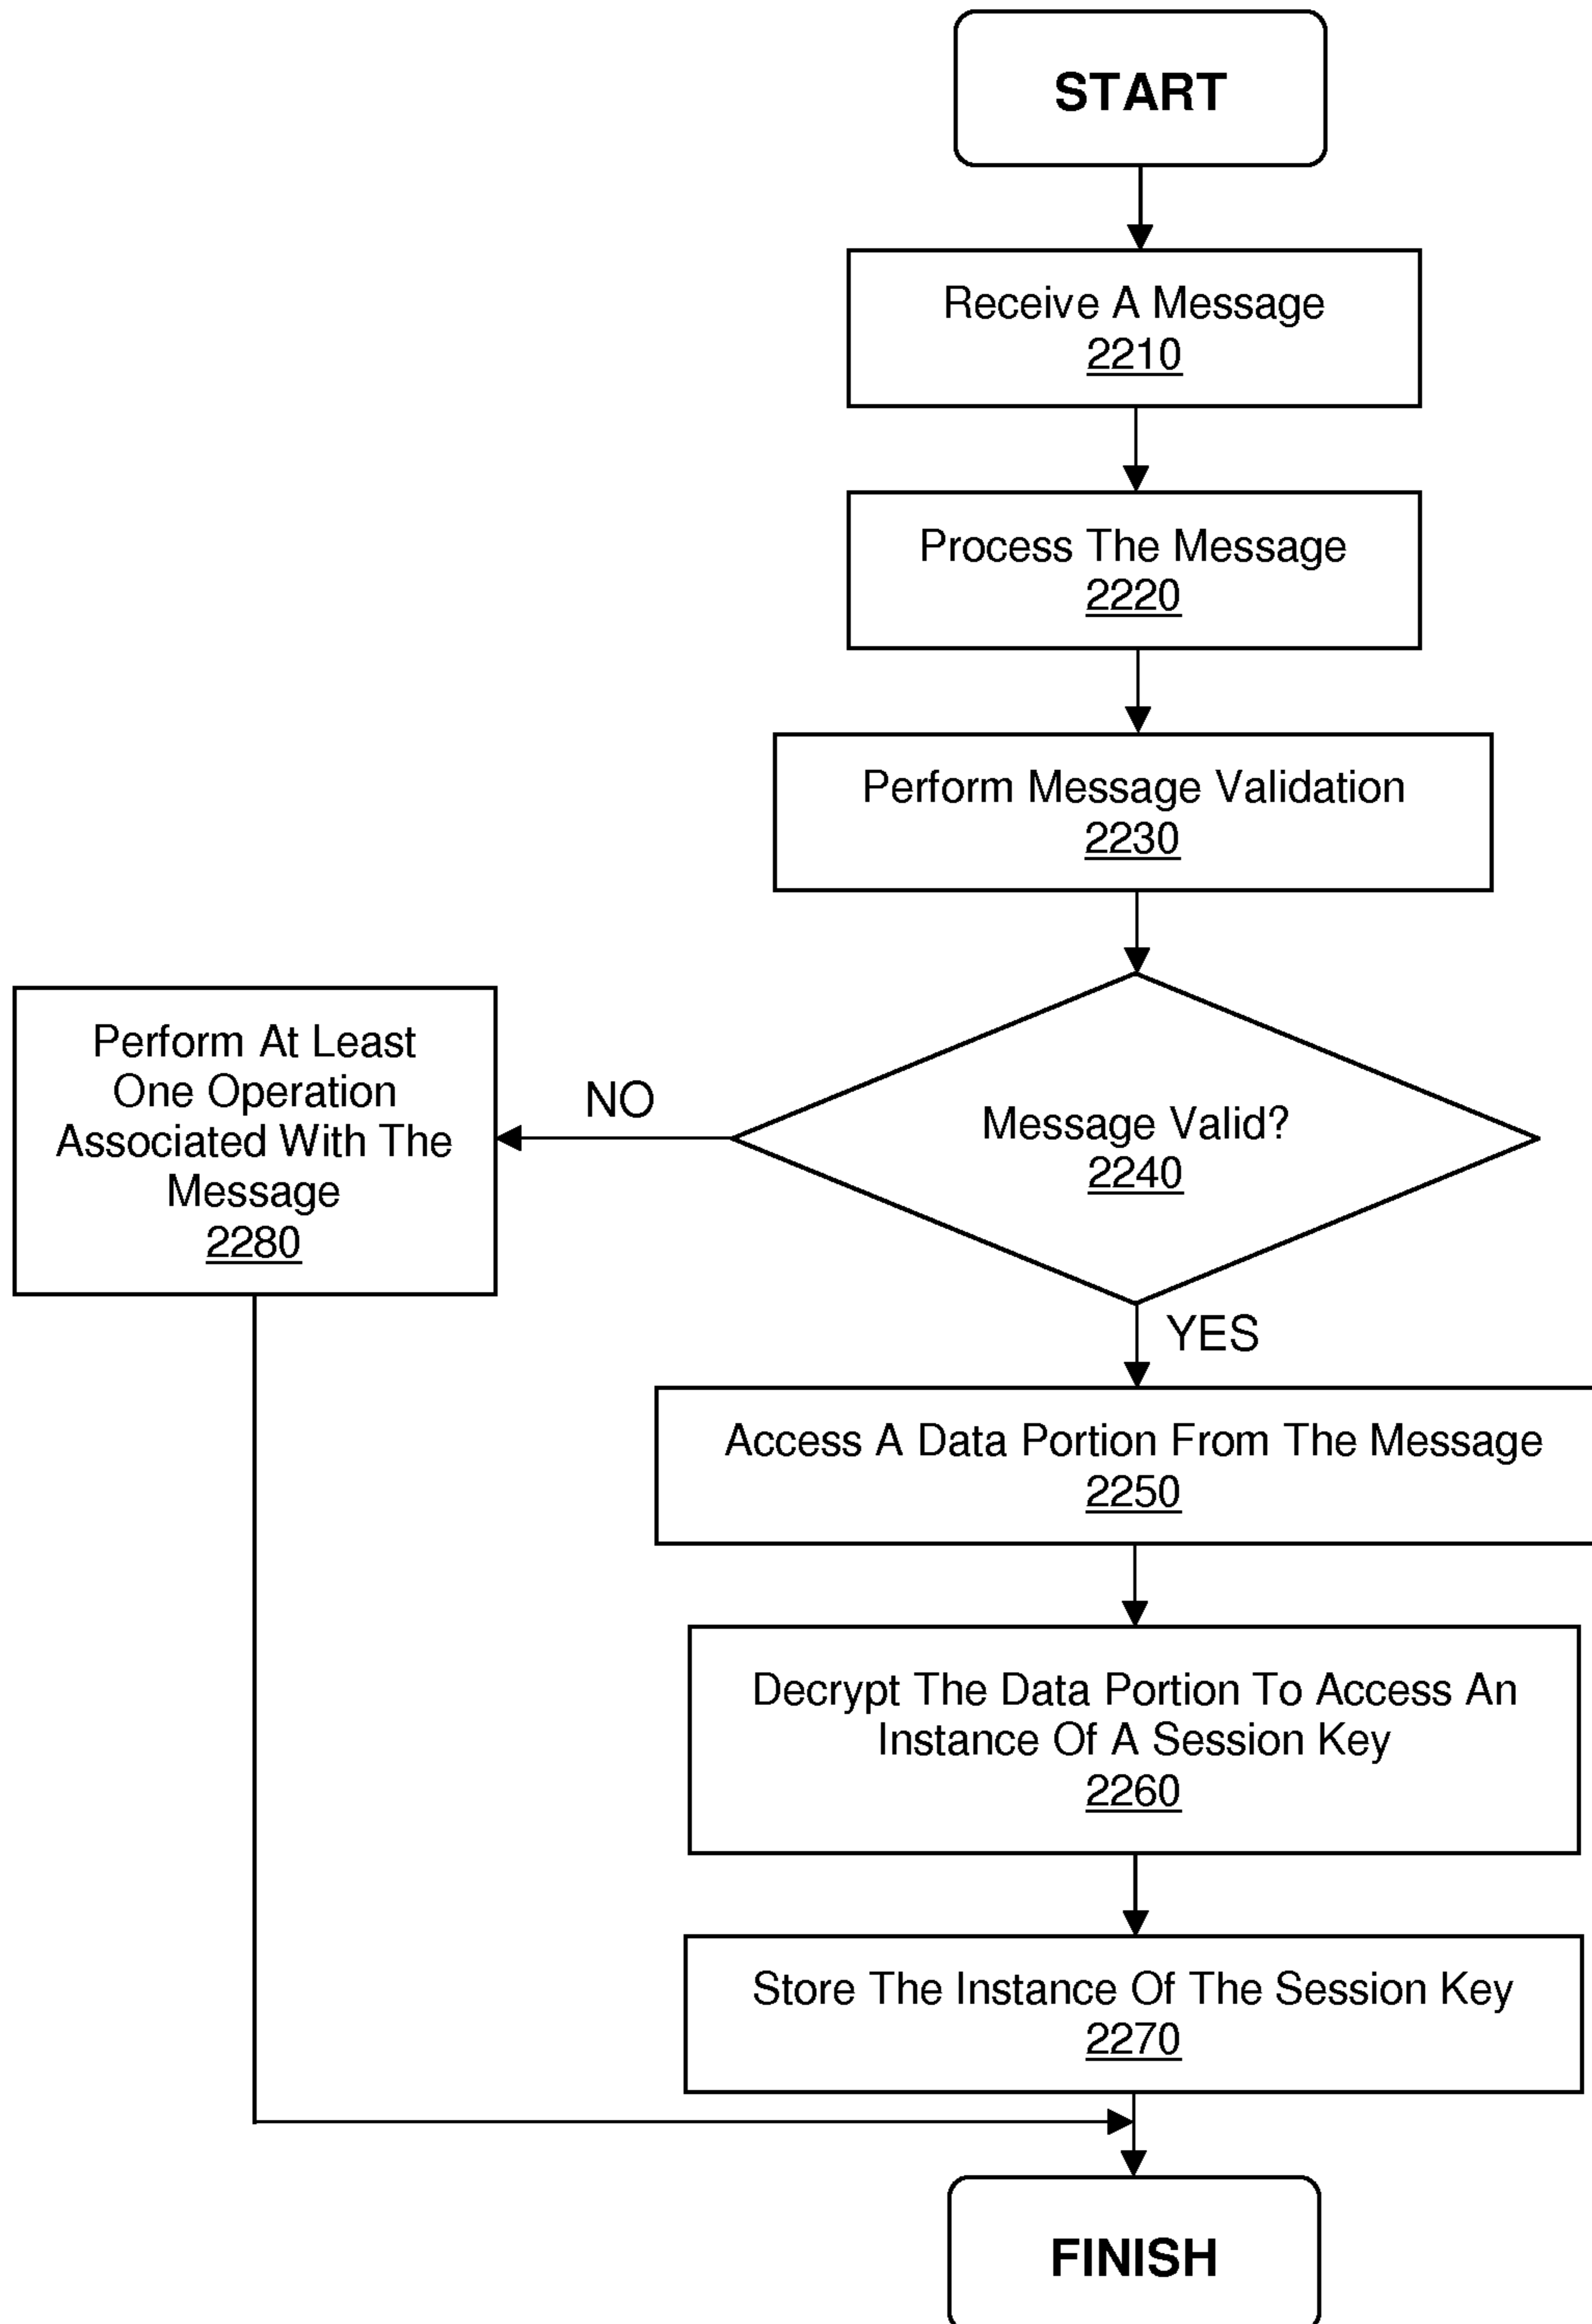 START
Receive A Message
2210
Process The Message
2220
Perform Message Validation
2230
Message Valid?
2240
NO
Perform At Least
One Operation
Associated With The
Message
2280
YES
Access A Data Portion From The Message
2250
Decrypt The Data Portion To Access An
Instance Of A Session Key
2260
Store The Instance Of The Session Key
2270
FINISH